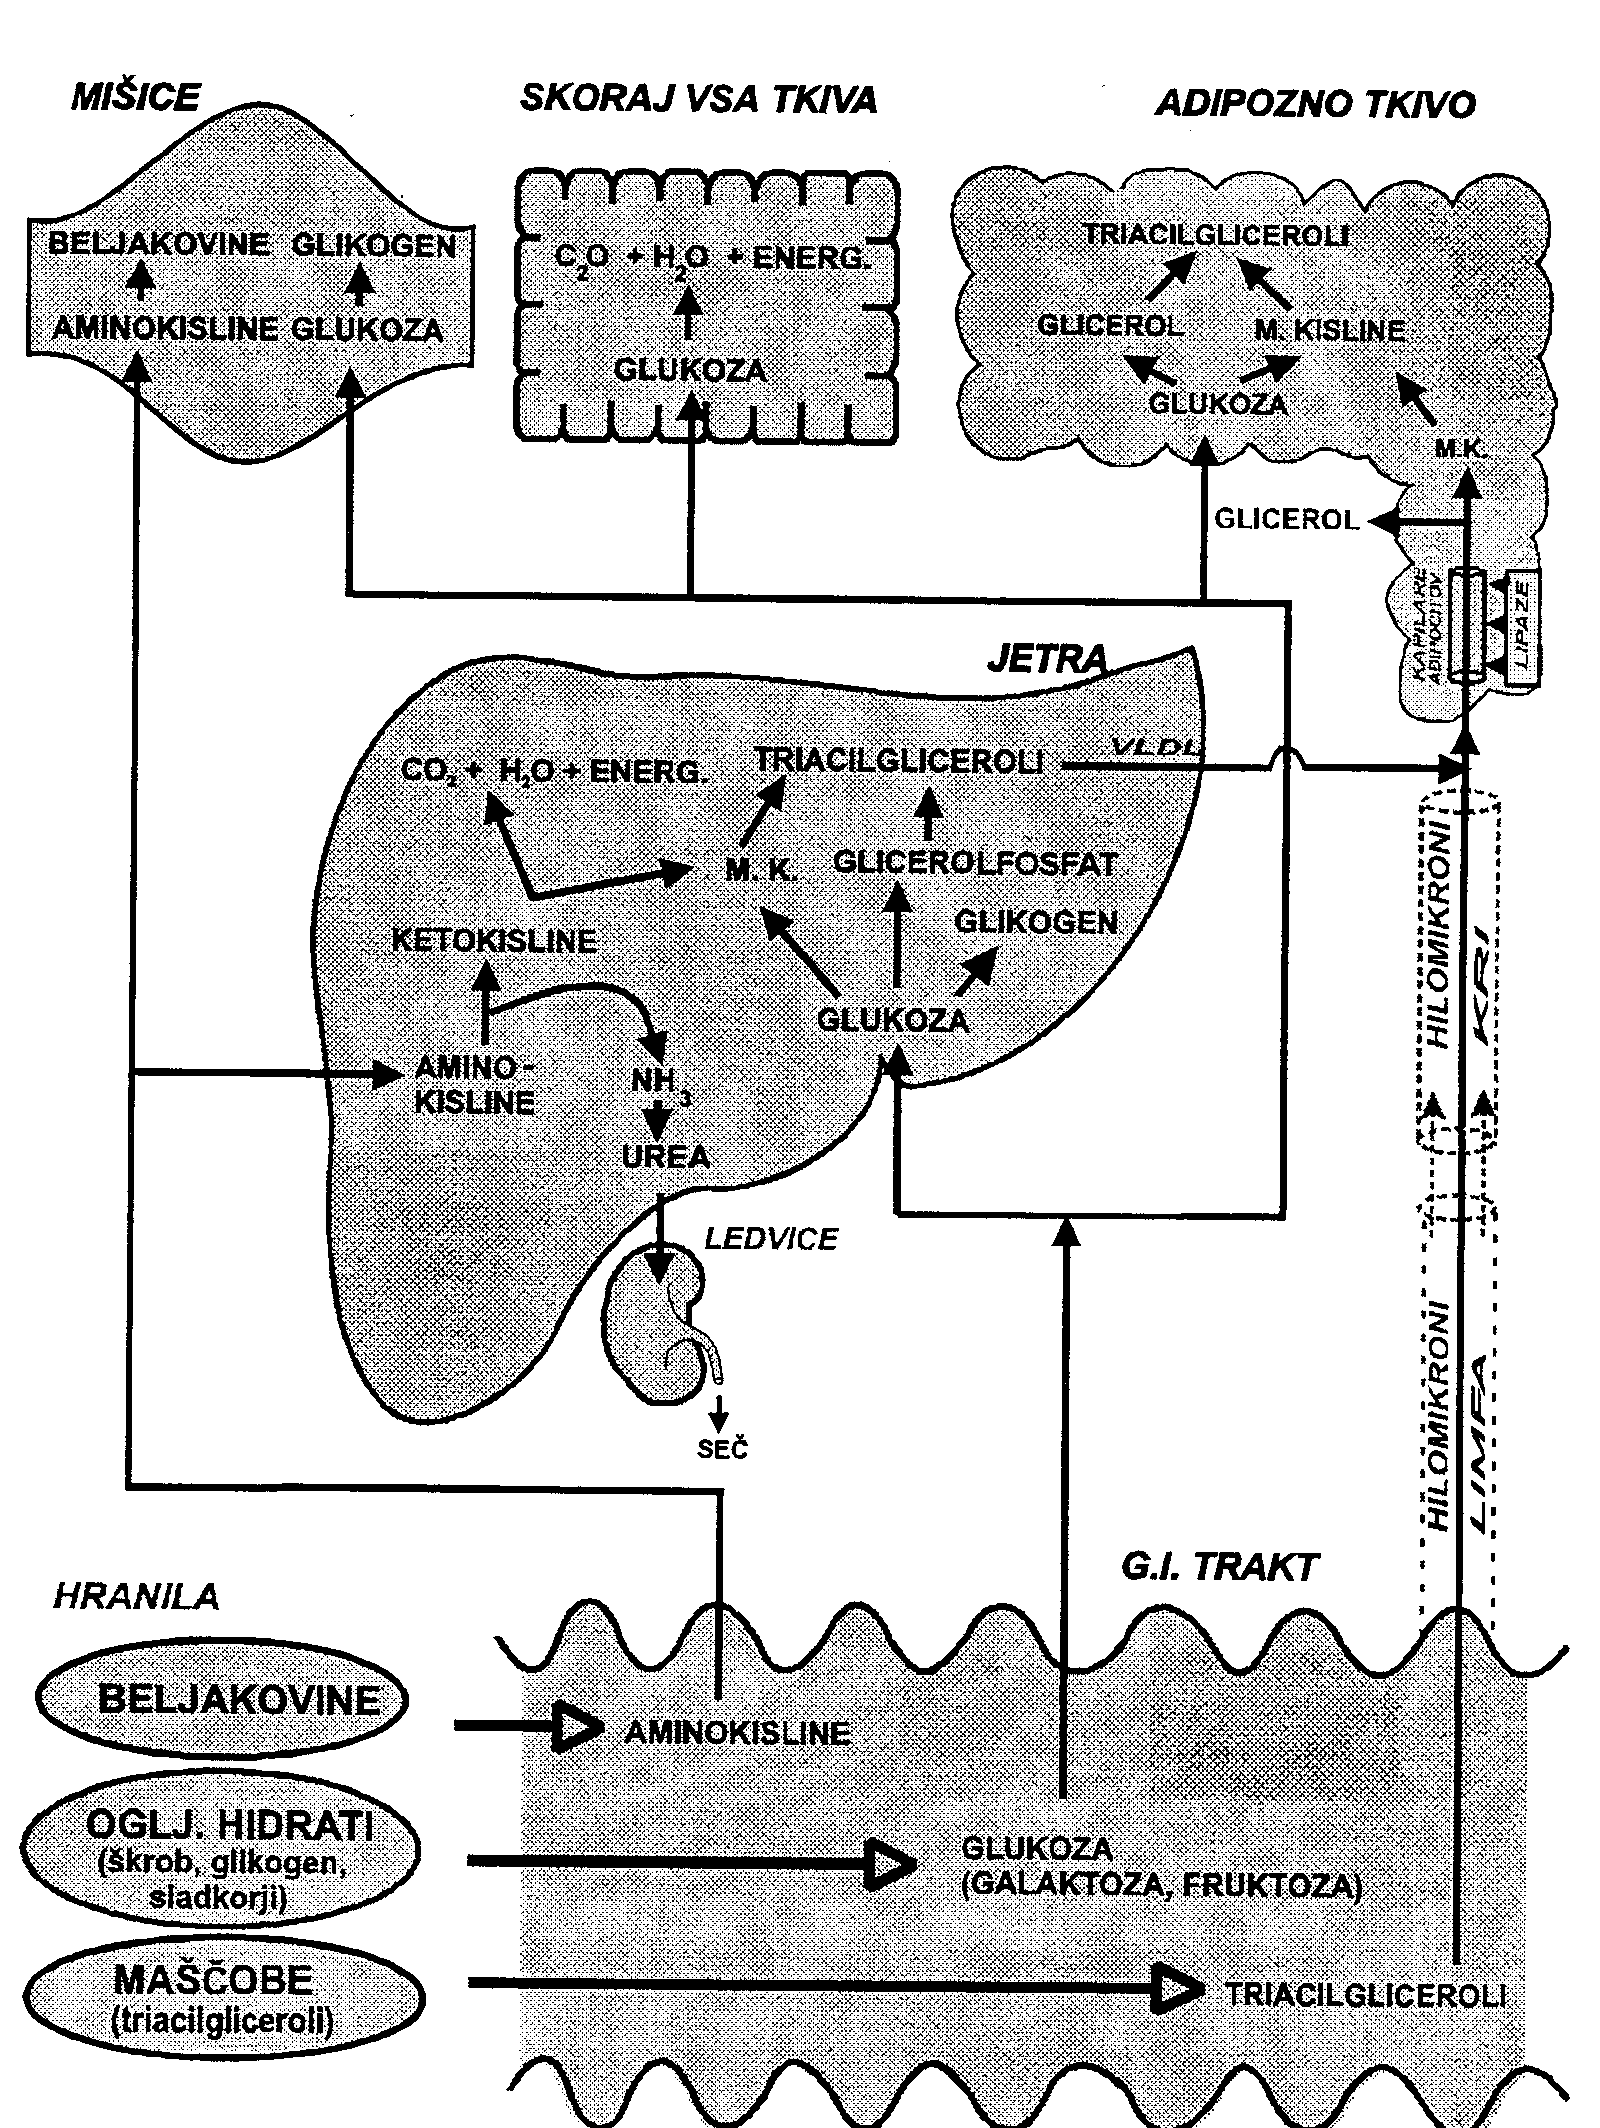 MIŠICE
SKORAJ VSA TKIVA
ADIPOZNO TKIVO
BELJAKOVINE GLIKOGEN
AMINOKISLINE GLUKOZA
C2O + H2O + ENERG.
GLUKOZA
TRIACILGLICEROLI
GLICEROL
M. KISLINE
GLUKOZA
M.K.
GLICEROL
KAPILARE
ADIPOCITOV
LIPAZE
JETRA
CO2 + H2O + ENERG.
TRIACILGLICEROLI
VLDL
M. K.
GLICEROLFOSFAT
GLIKOGEN
KETOKISLINE
GLUKOZA
AMINO-
KISLINE
NH3
UREA
LEDVICE
SEČ
HILOMIKRONI
KRI
HILOMIKRONI
LIMFA
G.I. TRAKT
HRANILA
BELJAKOVINE
AMINOKISLINE
OGLJ. HIDRATI
(škrob, glikogen,
sladkorji)
GLUKOZA
(GALAKTOZA, FRUKTOZA)
MAŠČOBE
(triacilgliceroli)
TRIACILGLICEROLI